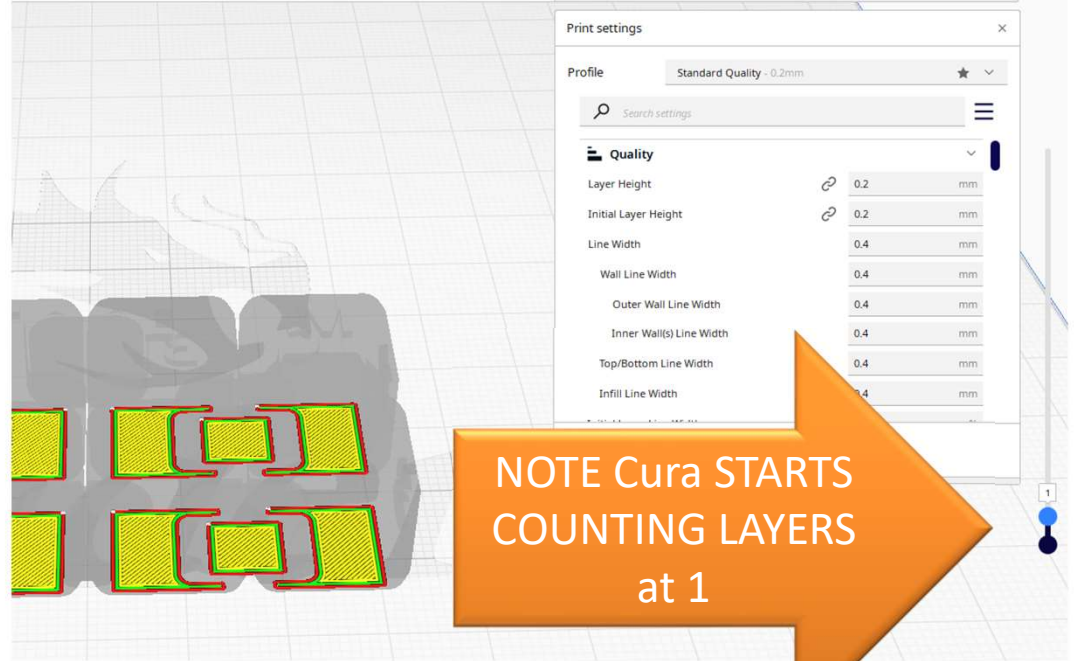 Print settings
Profile
Standard Quality - 0.2mm
Search settings
Quality
Layer Height 0.2 mm
Initial Layer Height 0.2 mm
Line Width 0.4 mm
Wall Line Width 0.4 mm
Outer Wall Line Width 0.4 mm
Inner Wall(s) Line Width 0.4 mm
Top/Bottom Line Width 0.4 mm
Infill Line Width mm
1
NOTE Cura STARTS
COUNTING LAYERS
at 1